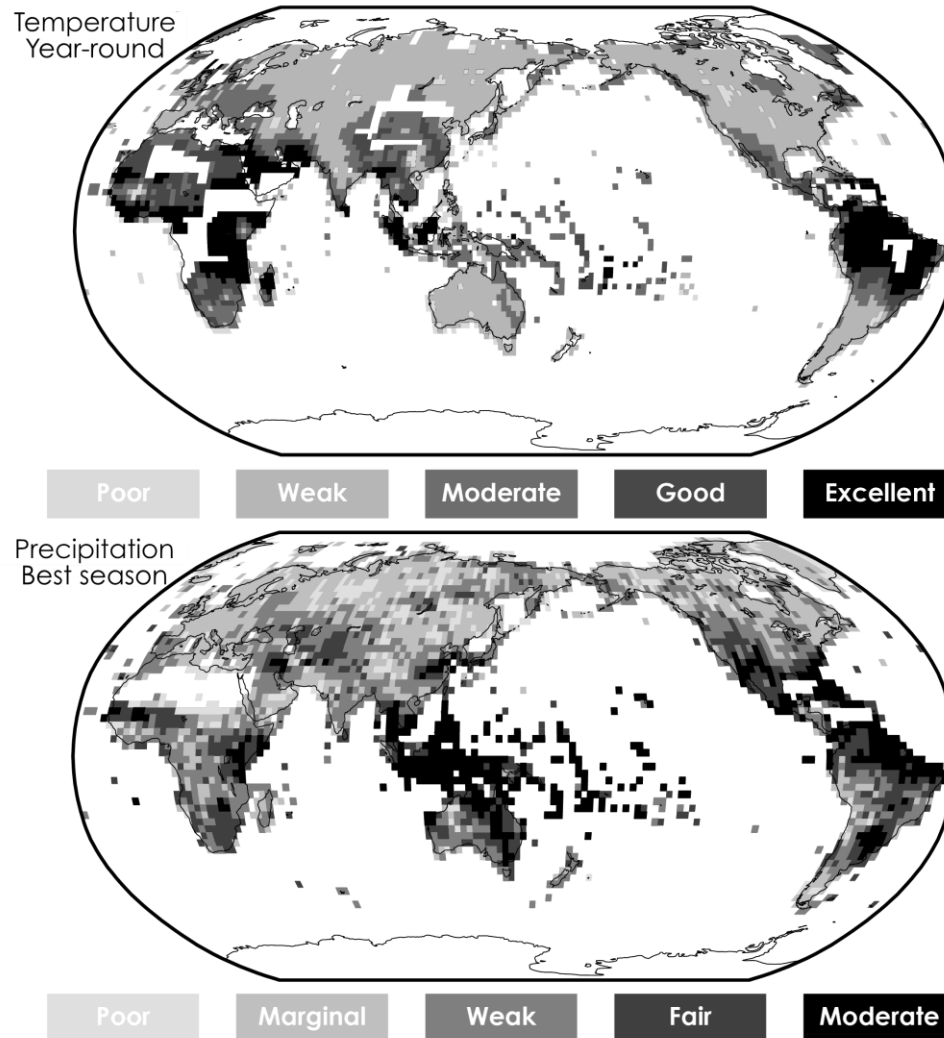 Temperature
Year-round
Poor Weak Moderate Good Excellent
Precipitation
Best season
Poor Marginal Weak Fair Moderate